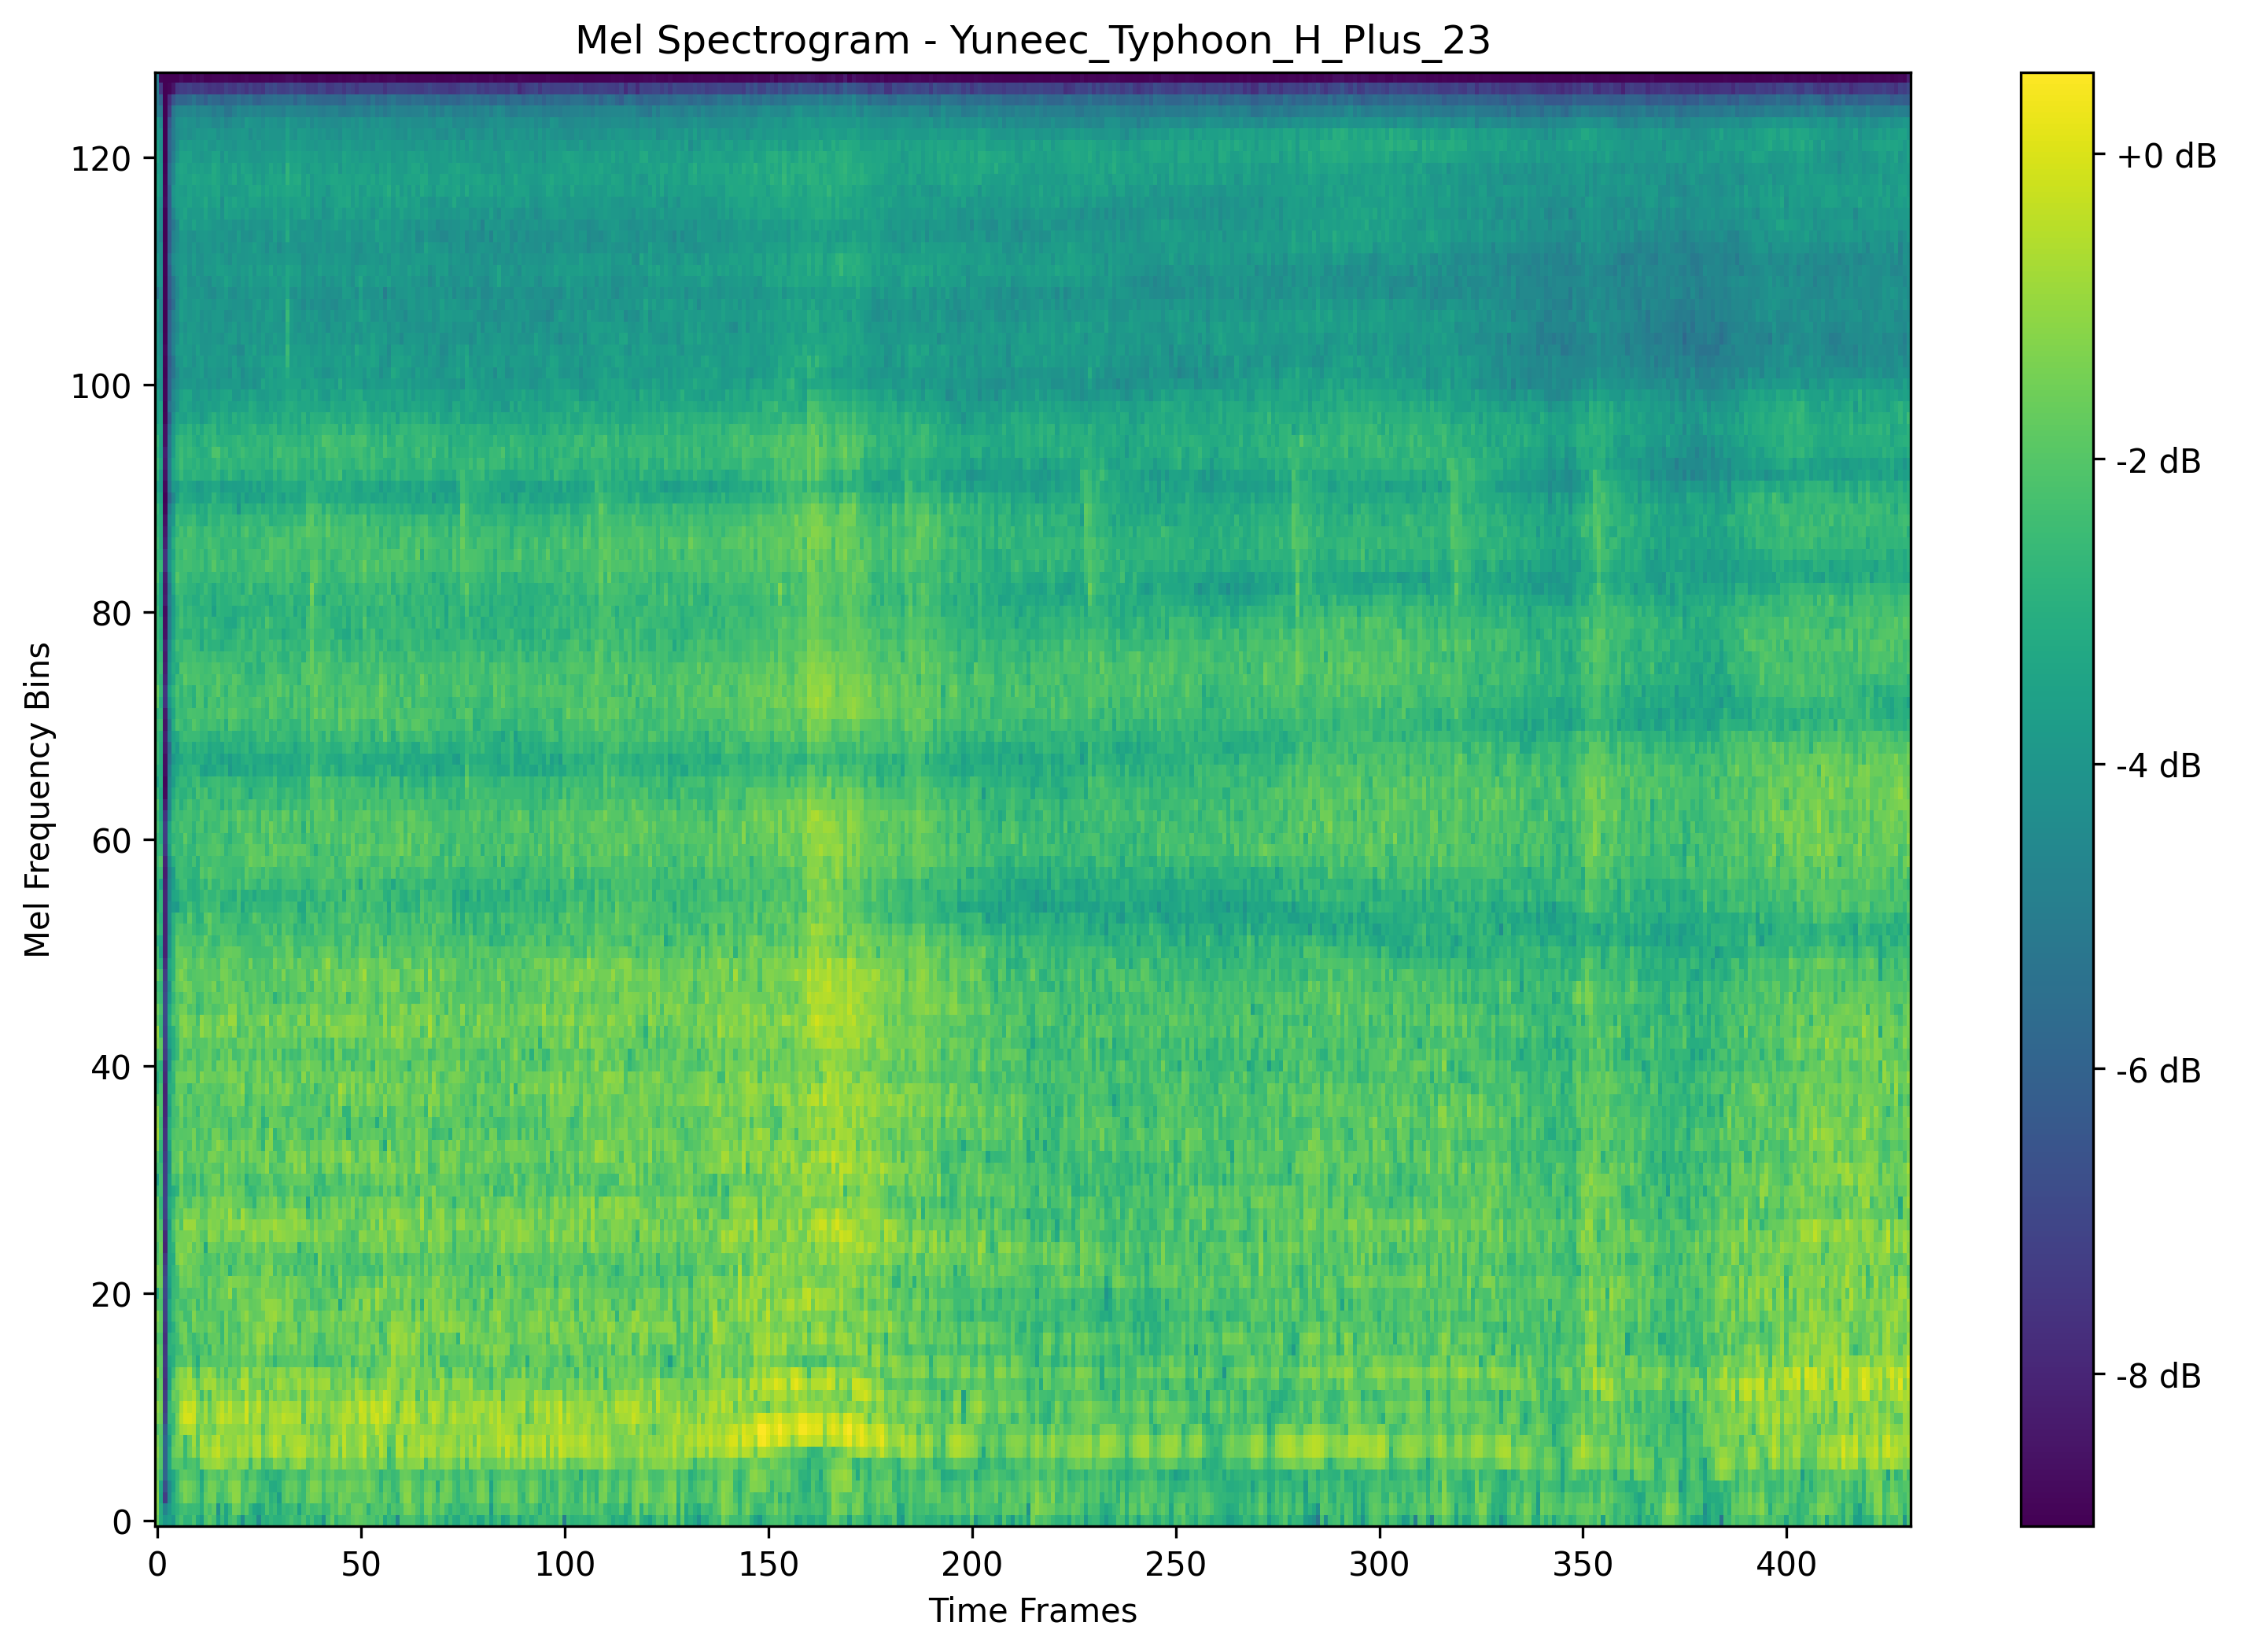 Mel Spectrogram - Yuneec_Typhoon_H_Plus_23
Mel Frequency Bins
120
100
80
60
40
20
0
0 50 100 150 200 250 300 350 400
Time Frames
+0 dB
-2 dB
-4 dB
-6 dB
-8 dB